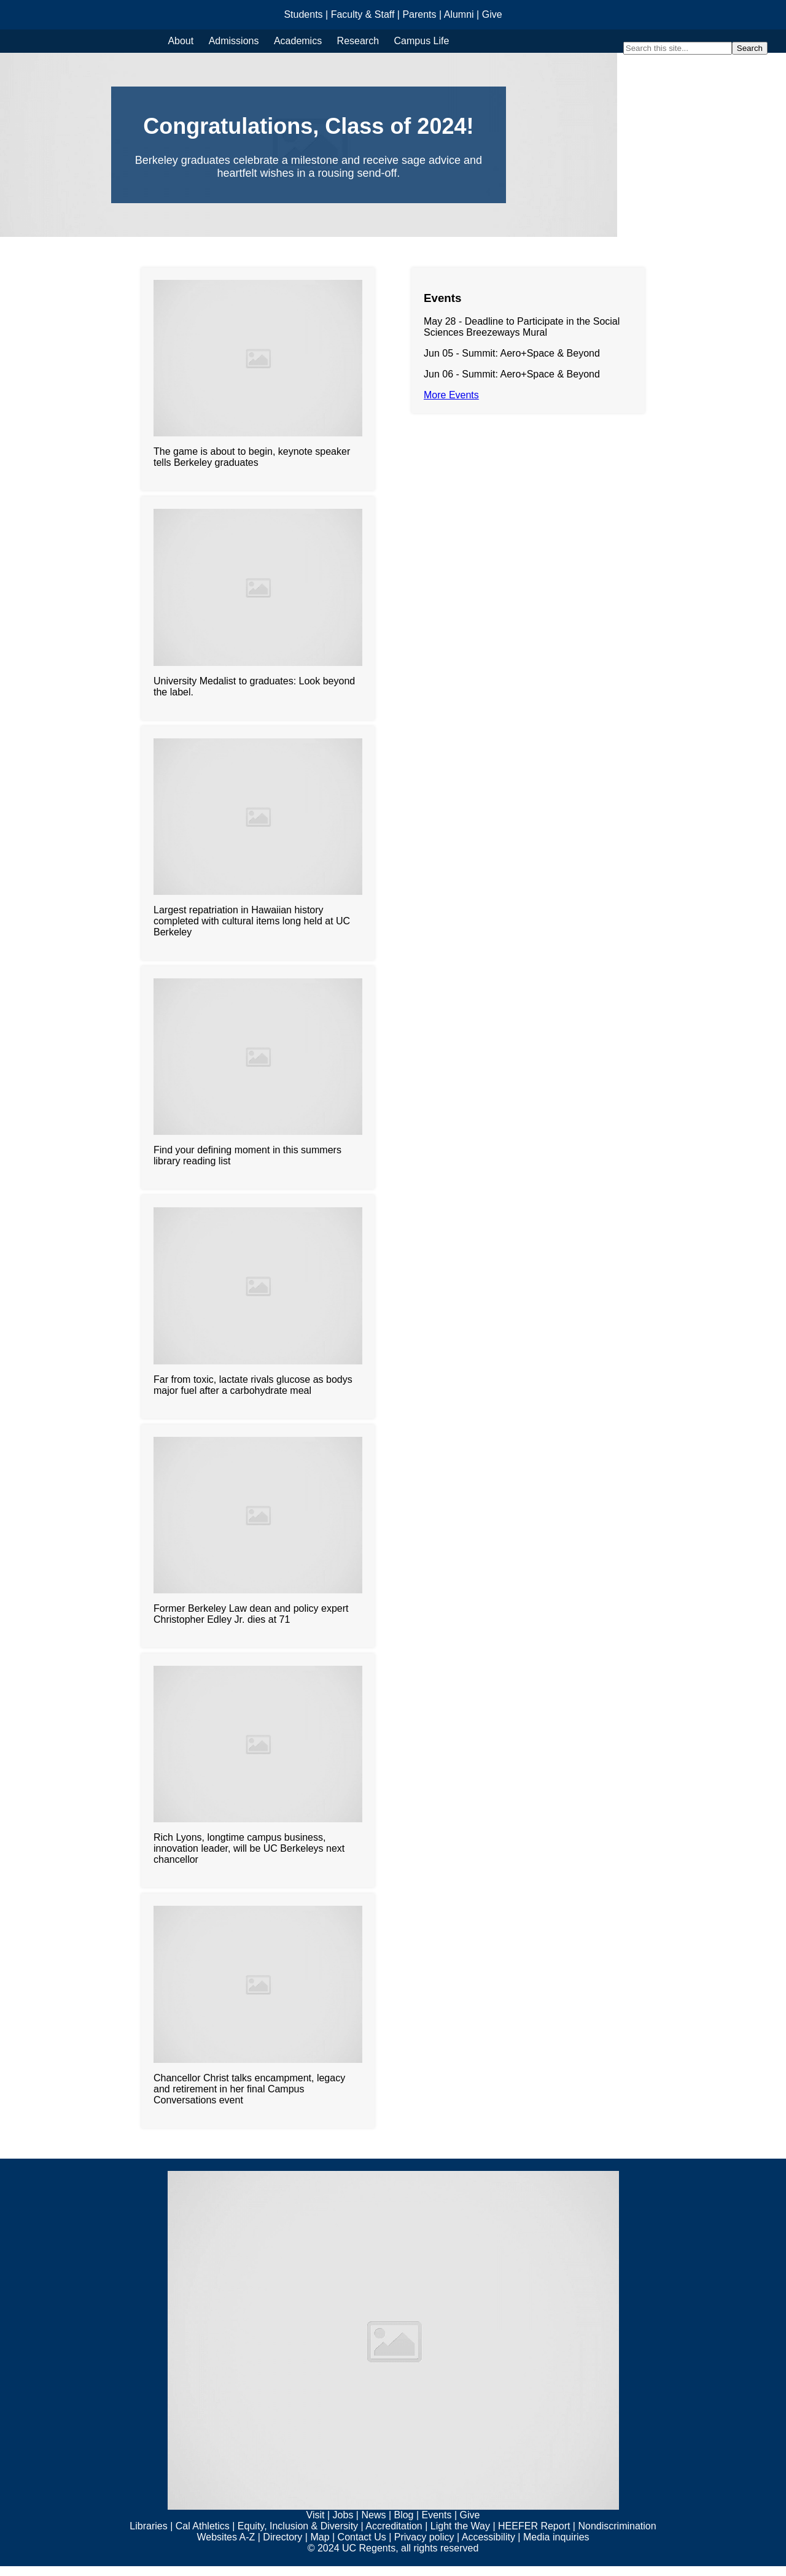 Students | Faculty & Staff | Parents | Alumni | Give
About Admissions Academics Research Campus Life
Search this site... Search
Congratulations, Class of 2024!
Berkeley graduates celebrate a milestone and receive sage advice and
heartfelt wishes in a rousing send-off.
The game is about to begin, keynote speaker
tells Berkeley graduates
University Medalist to graduates: Look beyond
the label.
Largest repatriation in Hawaiian history
completed with cultural items long held at UC
Berkeley
Find your defining moment in this summers
library reading list
Far from toxic, lactate rivals glucose as bodys
major fuel after a carbohydrate meal
Former Berkeley Law dean and policy expert
Christopher Edley Jr. dies at 71
Rich Lyons, longtime campus business,
innovation leader, will be UC Berkeleys next
chancellor
Chancellor Christ talks encampment, legacy
and retirement in her final Campus
Conversations event
Events
May 28 - Deadline to Participate in the Social
Sciences Breezeways Mural
Jun 05 - Summit: Aero+Space & Beyond
Jun 06 - Summit: Aero+Space & Beyond
More Events
Visit | Jobs | News | Blog | Events | Give
Libraries | Cal Athletics | Equity, Inclusion & Diversity | Accreditation | Light the Way | HEEFER Report | Nondiscrimination
Websites A-Z | Directory | Map | Contact Us | Privacy policy | Accessibility | Media inquiries
© 2024 UC Regents, all rights reserved